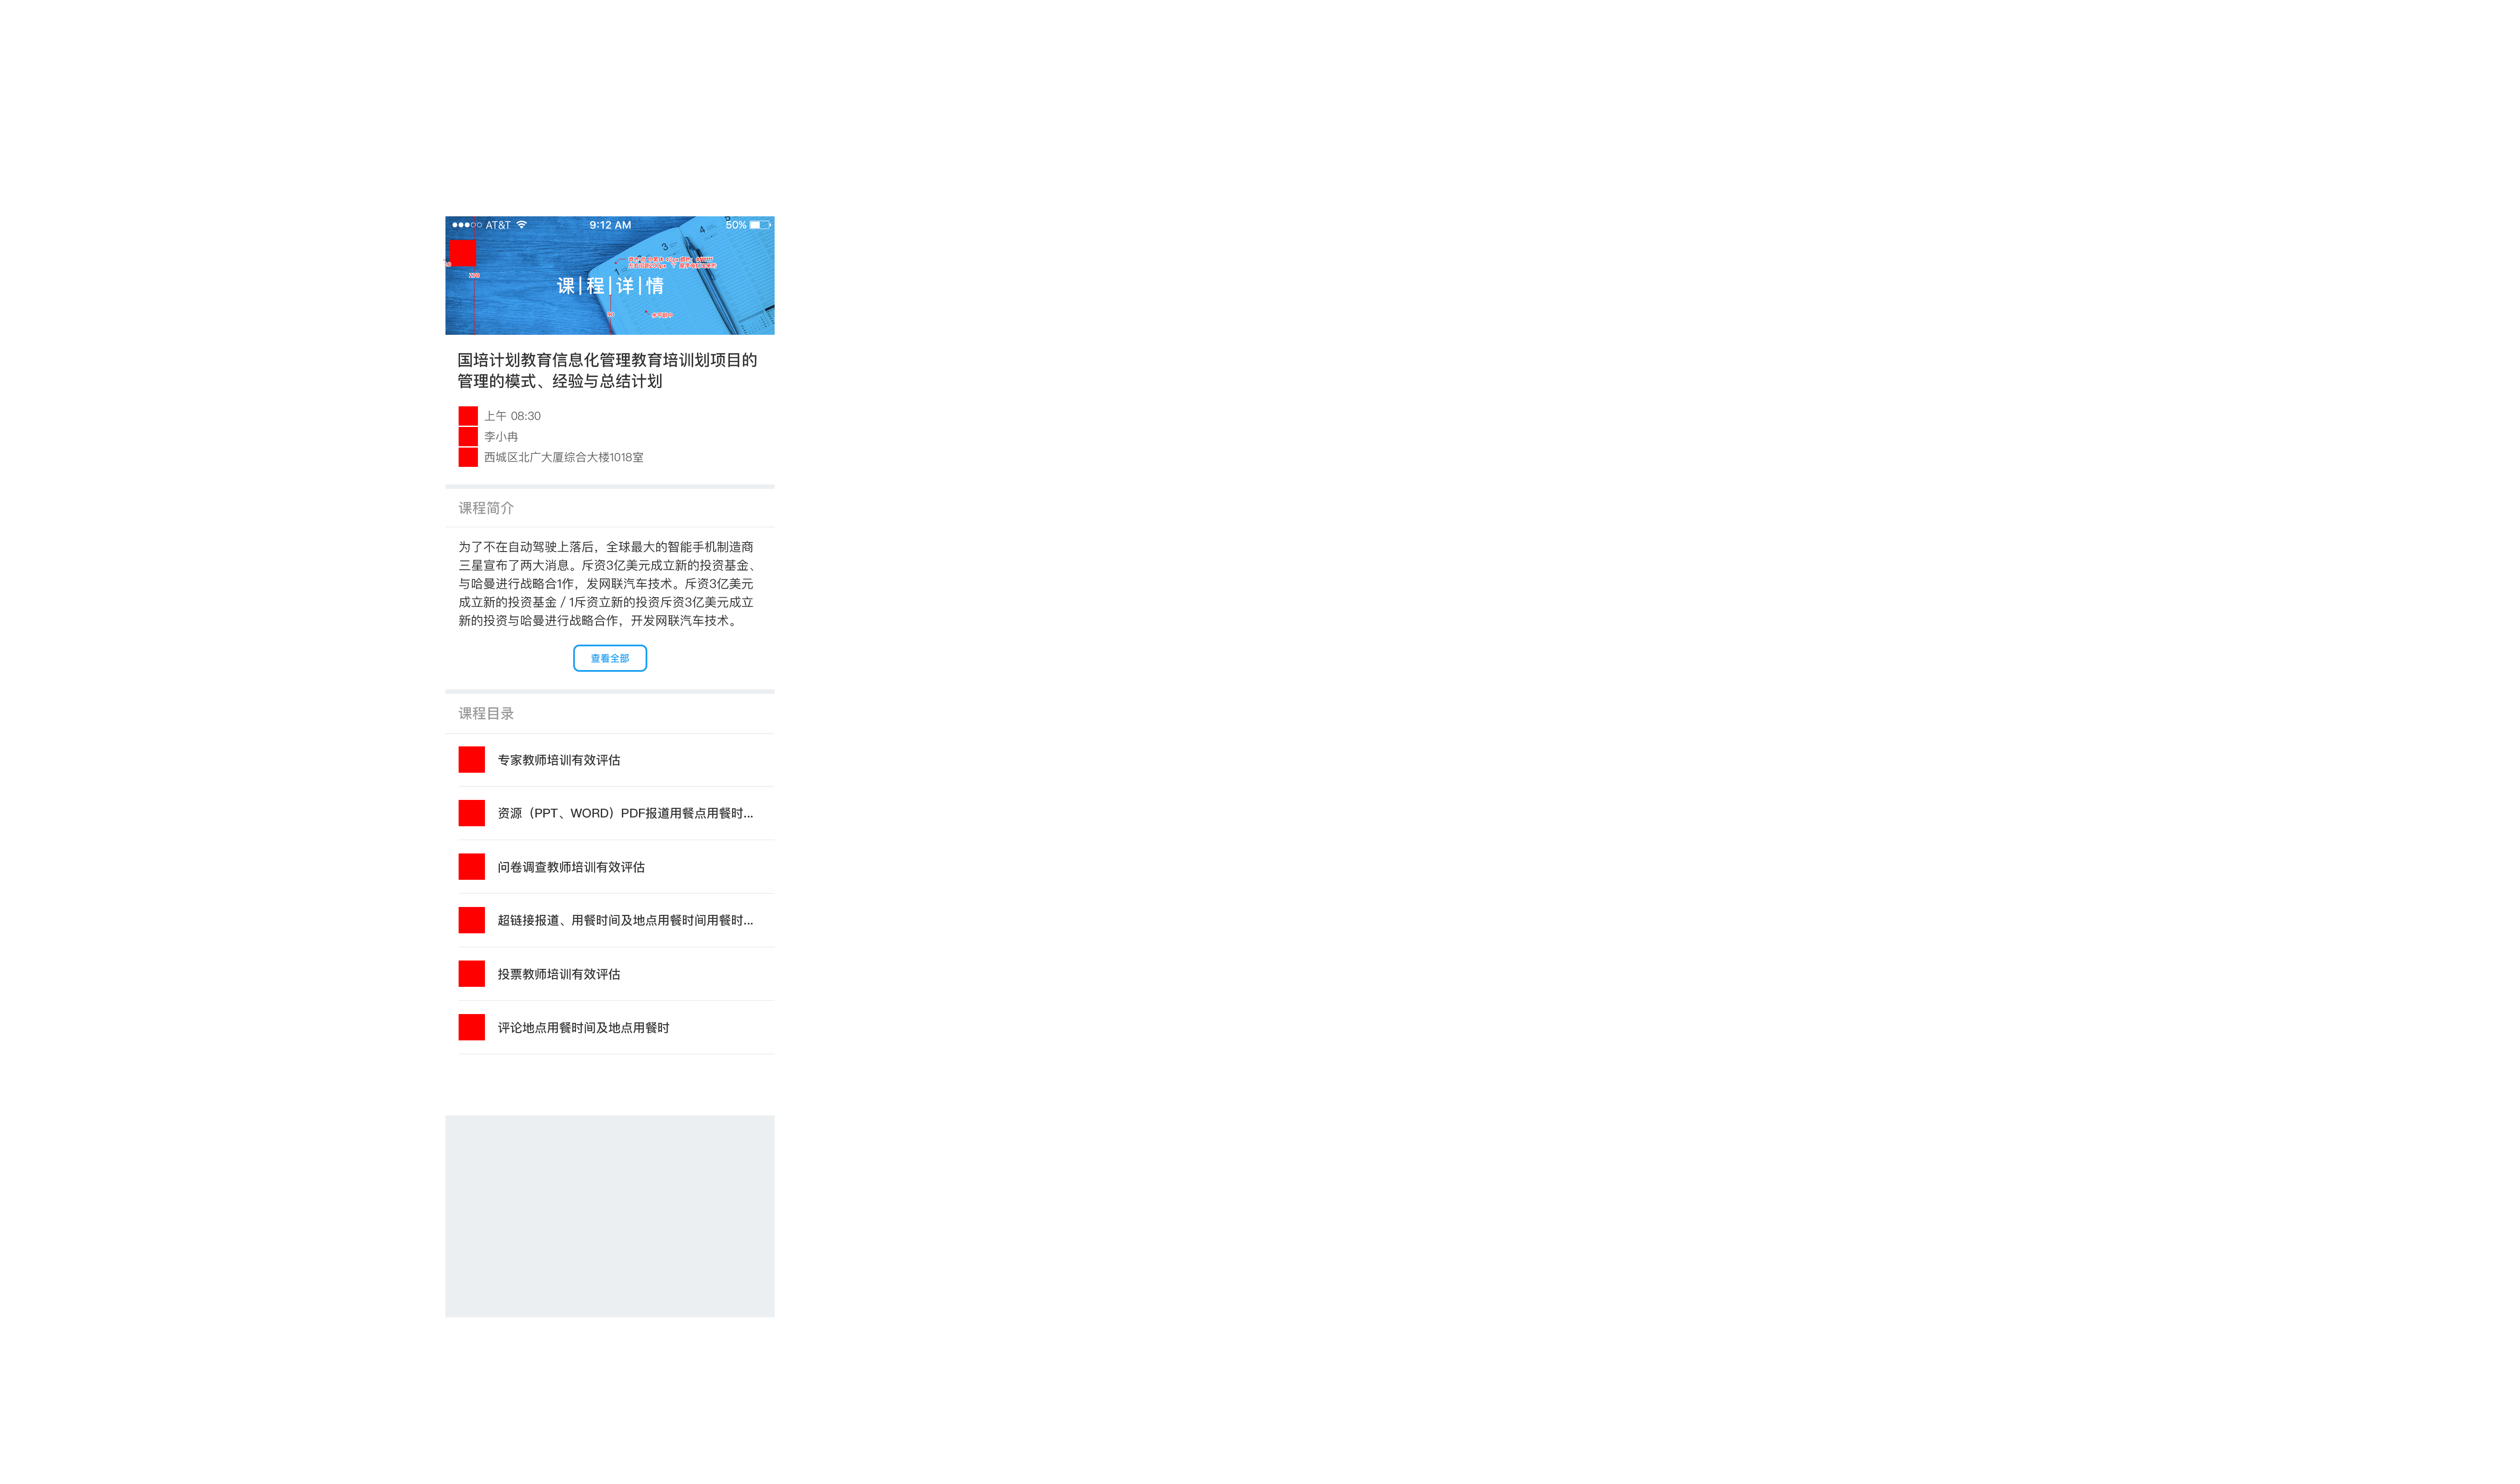 AT&T
9:12 AM
50%
270
课|程|详|情
90
水平居中
国培计划教育信息化管理教育培训划项目的
管理的模式、经验与总结计划
上午 08:30
李小冉
西城区北广大厦综合大楼1018室
课程简介
为了不在自动驾驶上落后，全球最大的智能手机制造商
三星宣布了两大消息。斥资3亿美元成立新的投资基金、
与哈曼进行战略合1作，发网联汽车技术。斥资3亿美元
成立新的投资基金 / 1斥资立新的投资斥资3亿美元成立
新的投资与哈曼进行战略合作，开发网联汽车技术。
查看全部
课程目录
专家教师培训有效评估
资源（PPT、WORD）PDF报道用餐点用餐时...
问卷调查教师培训有效评估
超链接报道、用餐时间及地点用餐时间用餐时...
投票教师培训有效评估
评论地点用餐时间及地点用餐时